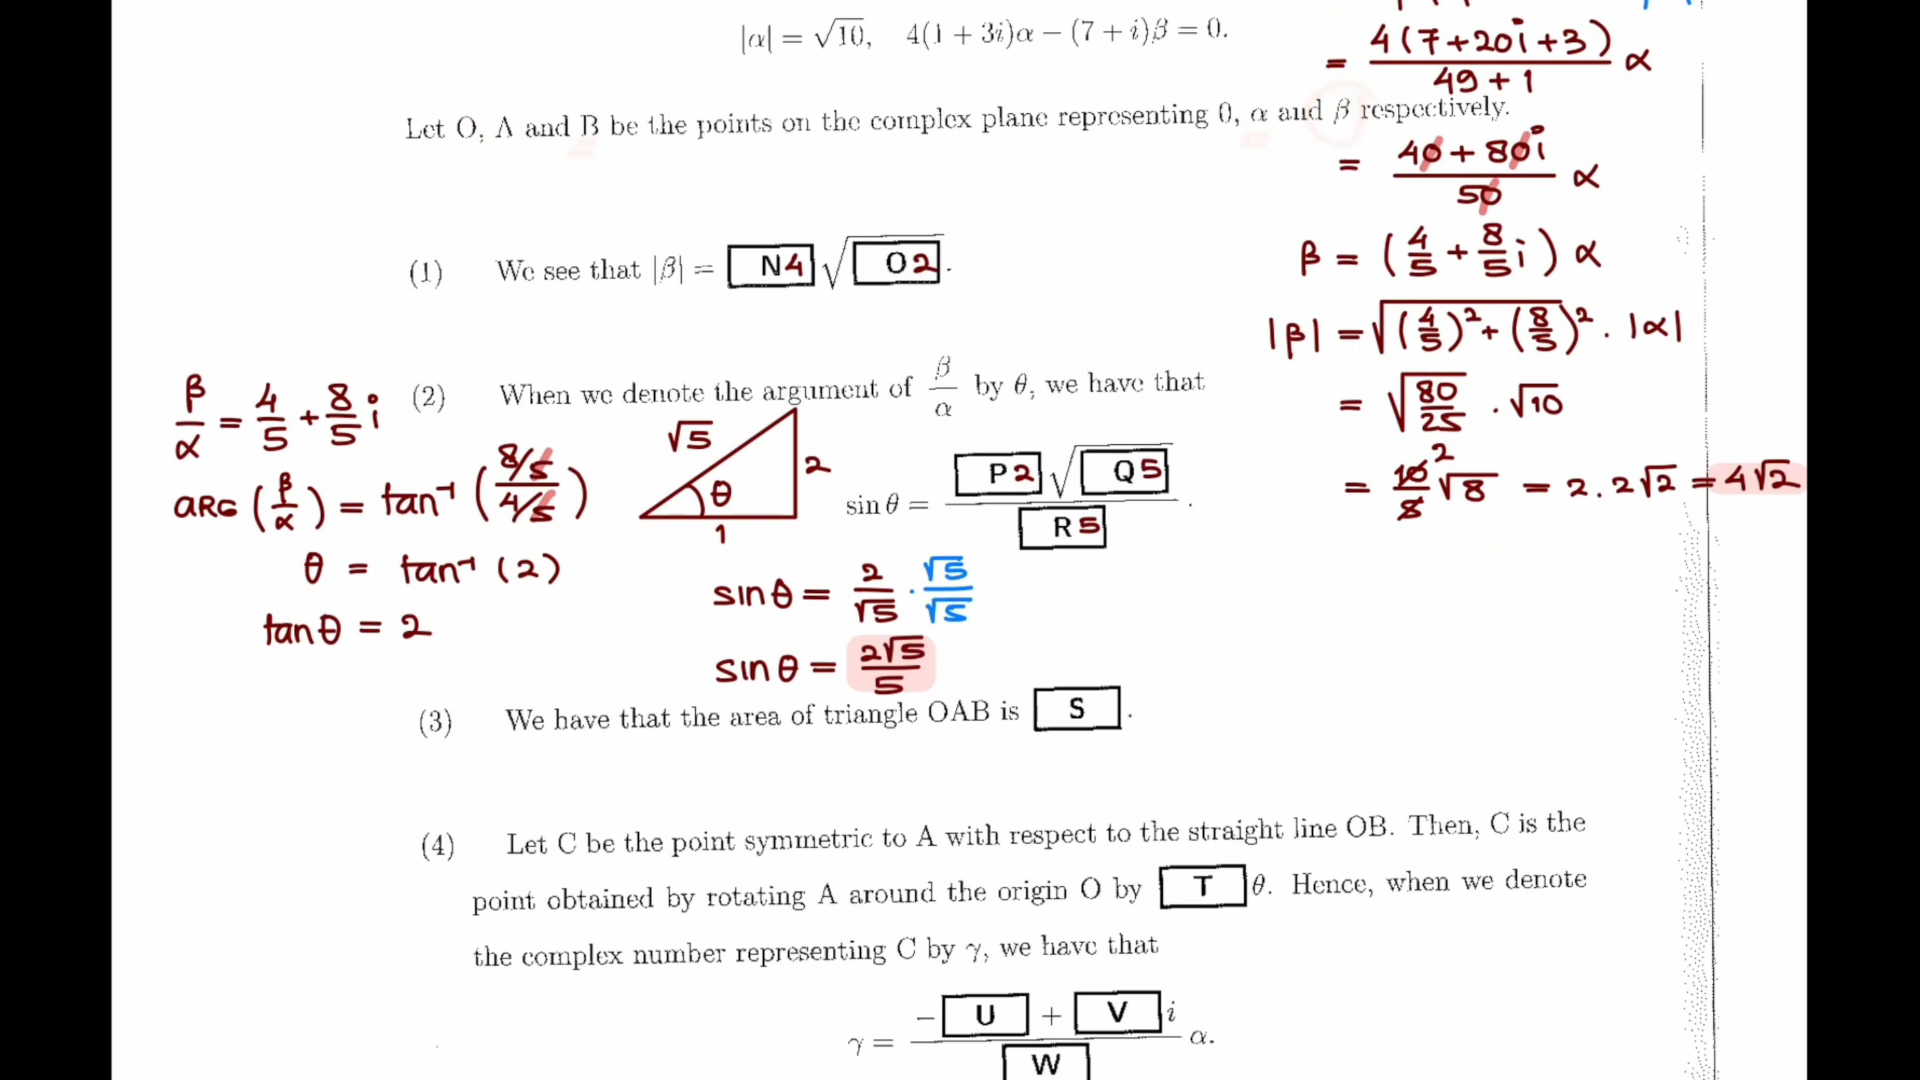 |α| = √10, 4(1 + 3i)α − (7 + i)β = 0.
= 4(7+20i+3) / 49+1 α
Let O, A and B be the points on the complex plane representing 0, α and β respectively.
= 40+80i / 50 α
β = (4/5 + 8/5 i) α
(1) We see that |β| = N4 √ O2 .
|β| = √(4/5)² + (8/5)² . |α|
= √80/25 . √10
= 10 2 / 5 √8 = 2.2√2 = 4√2
(2) When we denote the argument of β/α by θ, we have that
sin θ = P2 √ Q5 / R5 .
β/α = 4/5 + 8/5 i
ARG (β/α) = tan⁻¹ (8/5 / 4/5)
θ = tan⁻¹ (2)
tanθ = 2
√5
2
θ
1
sinθ = 2/√5 . √5/√5
sinθ = 2√5/5
(3) We have that the area of triangle OAB is S .
(4) Let C be the point symmetric to A with respect to the straight line OB. Then, C is the
point obtained by rotating A around the origin O by T θ. Hence, when we denote
the complex number representing C by γ, we have that
γ = − U + V i / W α.